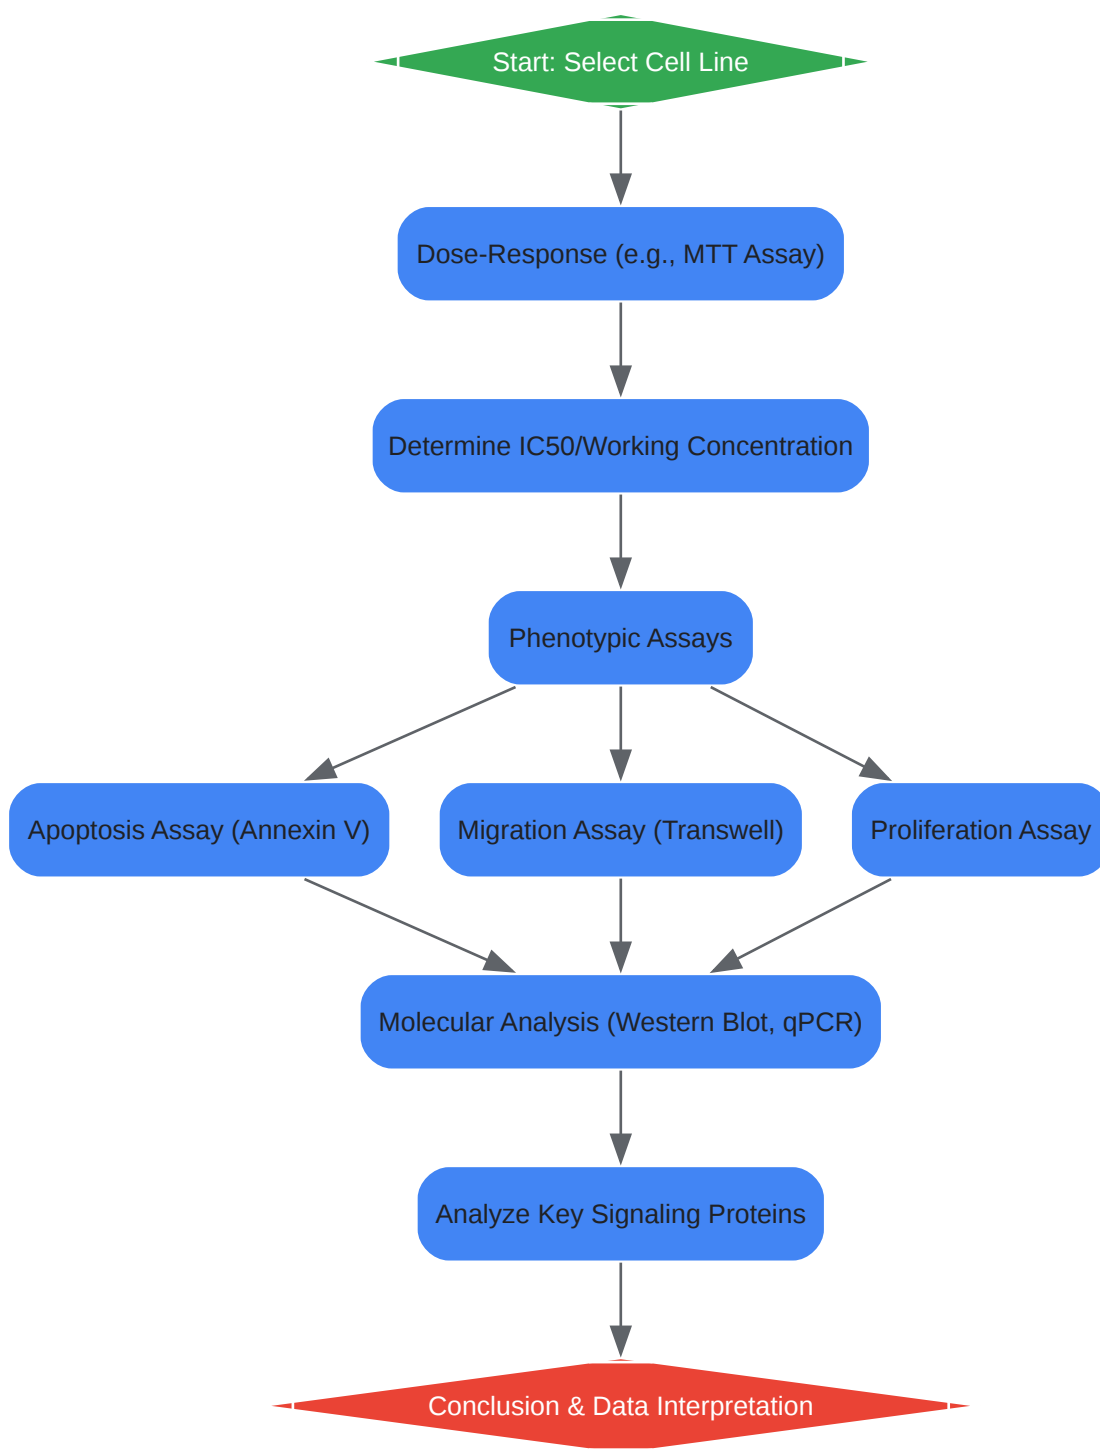 Start: Select Cell Line
Dose-Response (e.g., MTT Assay)
Determine IC50/Working Concentration
Phenotypic Assays
Apoptosis Assay (Annexin V)
Migration Assay (Transwell)
Proliferation Assay
Molecular Analysis (Western Blot, qPCR)
Analyze Key Signaling Proteins
Conclusion & Data Interpretation